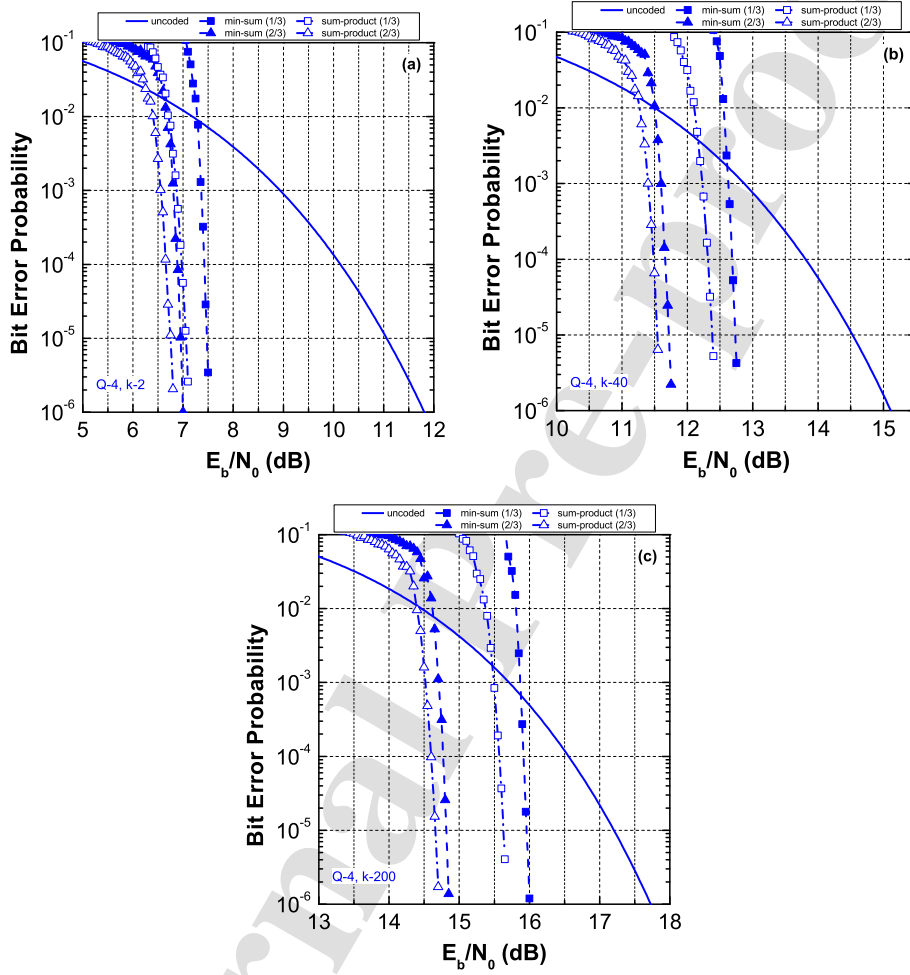 uncoded min-sum (1/3) sum-product (1/3)
min-sum (2/3) sum-product (2/3)
(a)
10^-1
10^-2
10^-3
10^-4
10^-5
10^-6
Bit Error Probability
Q-4, k-2
5 6 7 8 9 10 11 12
E_b/N_0 (dB)
uncoded min-sum (1/3) sum-product (1/3)
min-sum (2/3) sum-product (2/3)
(b)
10^-1
10^-2
10^-3
10^-4
10^-5
10^-6
Bit Error Probability
Q-4, k-40
10 11 12 13 14 15
E_b/N_0 (dB)
uncoded min-sum (1/3) sum-product (1/3)
min-sum (2/3) sum-product (2/3)
(c)
10^-1
10^-2
10^-3
10^-4
10^-5
10^-6
Bit Error Probability
Q-4, k-200
13 14 15 16 17 18
E_b/N_0 (dB)
rnal pre-proo